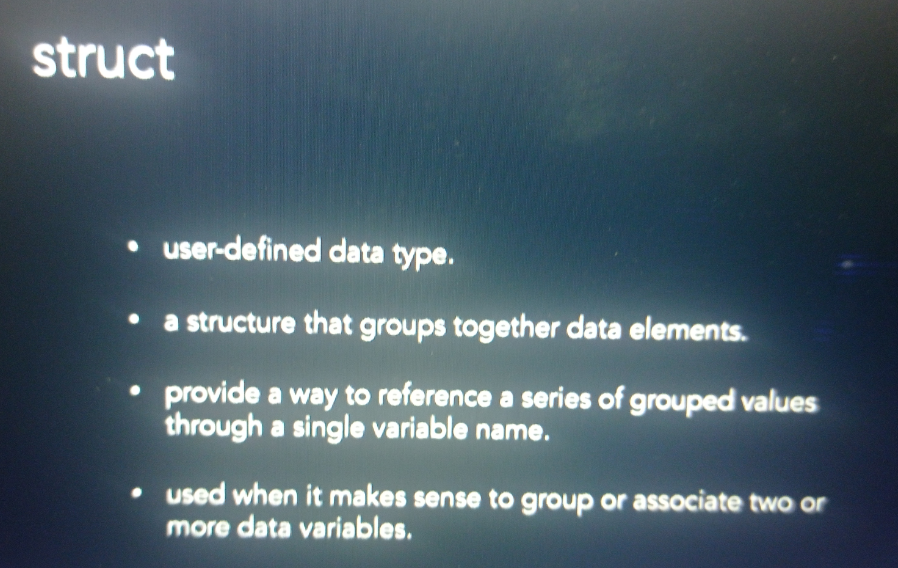 struct
• user-defined data type.
• a structure that groups together data elements.
• provide a way to reference a series of grouped values
through a single variable name.
• used when it makes sense to group or associate two or
more data variables.